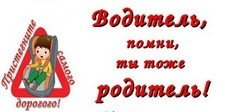 Пристегните
самого
дорогого!
Водитель,
помни,
ты тоже
родитель!